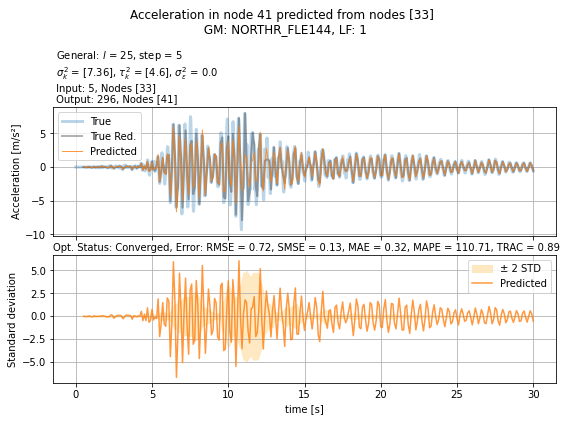 Acceleration in node 41 predicted from nodes [33]
GM: NORTHR_FLE144, LF: 1
General: l = 25, step = 5
σ²ₖ = [7.36], τ²ₖ = [4.6], σ²ε = 0.0
Input: 5, Nodes [33]
Output: 296, Nodes [41]
Acceleration [m/s²]
5
0
−5
−10
True
True Red.
Predicted
Opt. Status: Converged, Error: RMSE = 0.72, SMSE = 0.13, MAE = 0.32, MAPE = 110.71, TRAC = 0.89
Standard deviation
5.0
2.5
0.0
−2.5
−5.0
± 2 STD
Predicted
0 5 10 15 20 25 30
time [s]